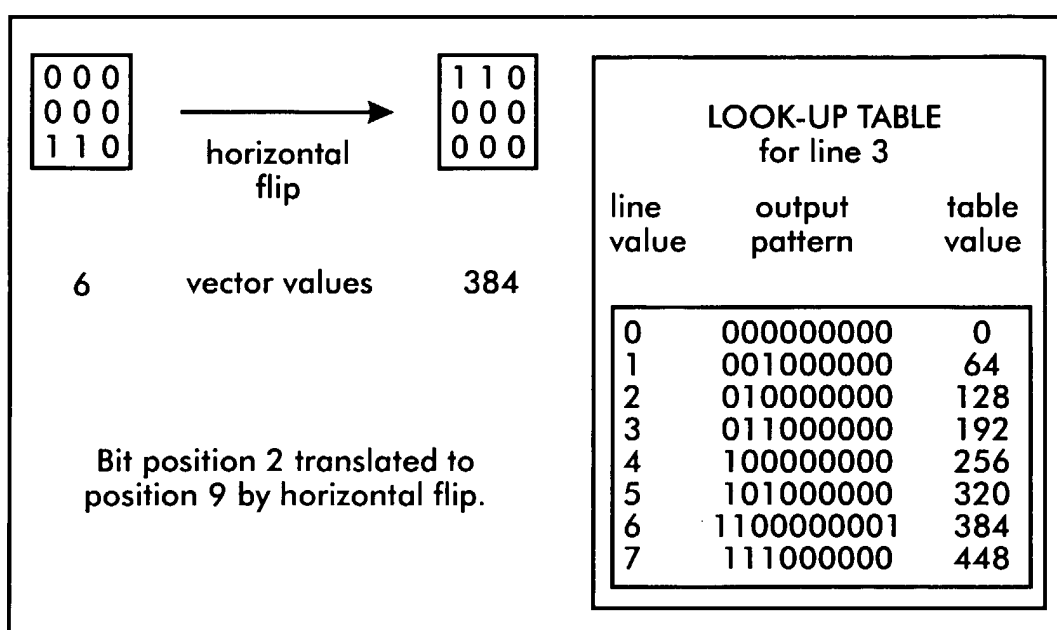 0 0 0
0 0 0
1 1 0
horizontal
flip
1 1 0
0 0 0
0 0 0
6 vector values 384
Bit position 2 translated to
position 9 by horizontal flip.
LOOK-UP TABLE
for line 3
line output table
value pattern value
0 000000000 0
1 001000000 64
2 010000000 128
3 011000000 192
4 100000000 256
5 101000000 320
6 1100000001 384
7 111000000 448